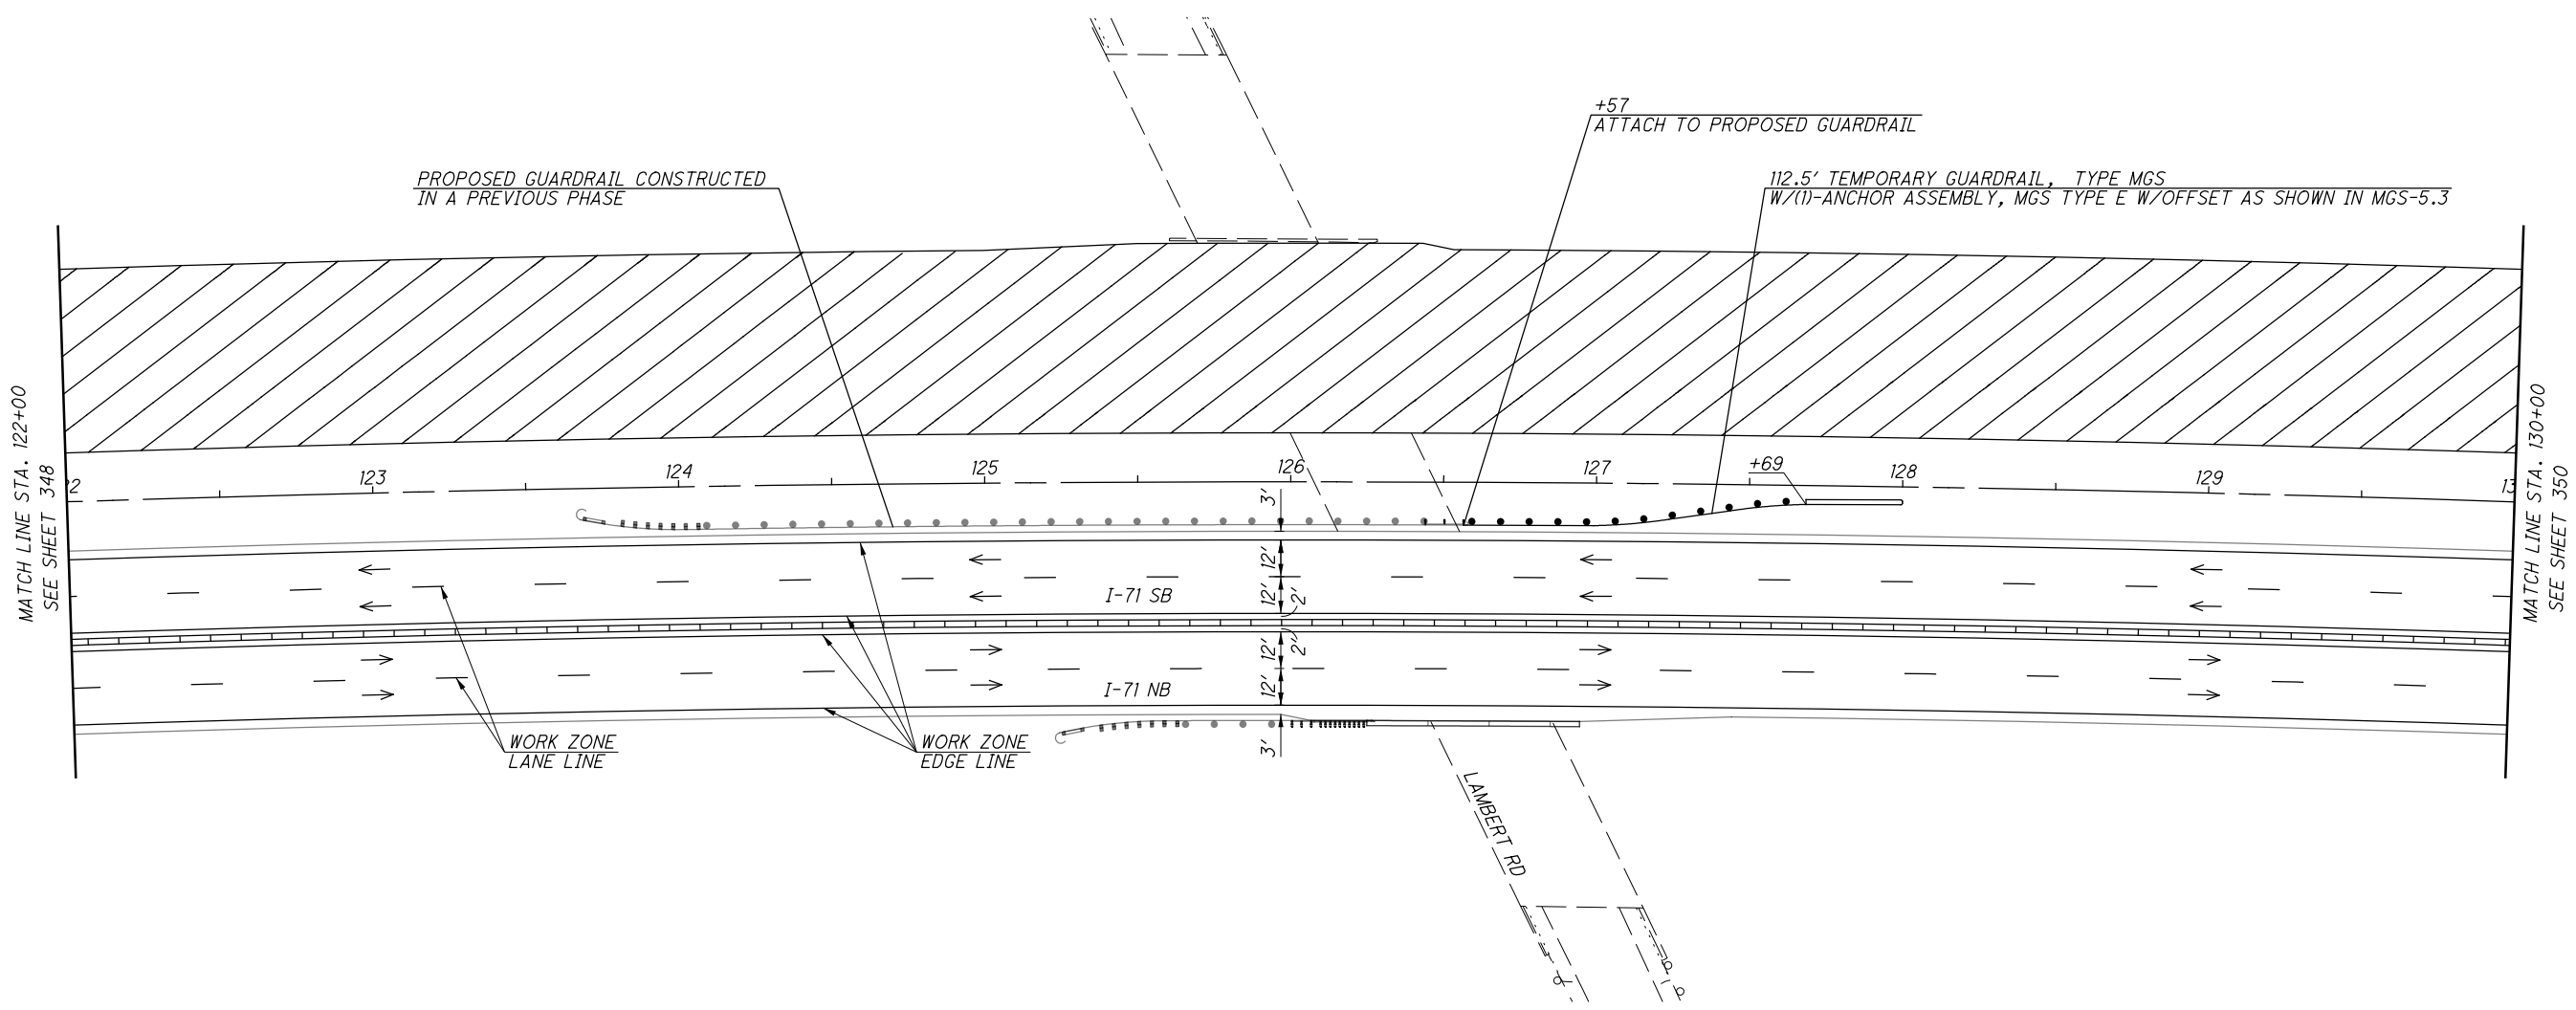 +57
ATTACH TO PROPOSED GUARDRAIL
PROPOSED GUARDRAIL CONSTRUCTED
IN A PREVIOUS PHASE
112.5' TEMPORARY GUARDRAIL, TYPE MGS
W/(1)-ANCHOR ASSEMBLY, MGS TYPE E W/OFFSET AS SHOWN IN MGS-5.3
MATCH LINE STA. 122+00
SEE SHEET 348
22
123
124
125
126
127
+69
128
129
13
MATCH LINE STA. 130+00
SEE SHEET 350
3'
12'
12'
2'
I-71 SB
12'
2'
12'
I-71 NB
3'
WORK ZONE
LANE LINE
WORK ZONE
EDGE LINE
LAMBERT RD